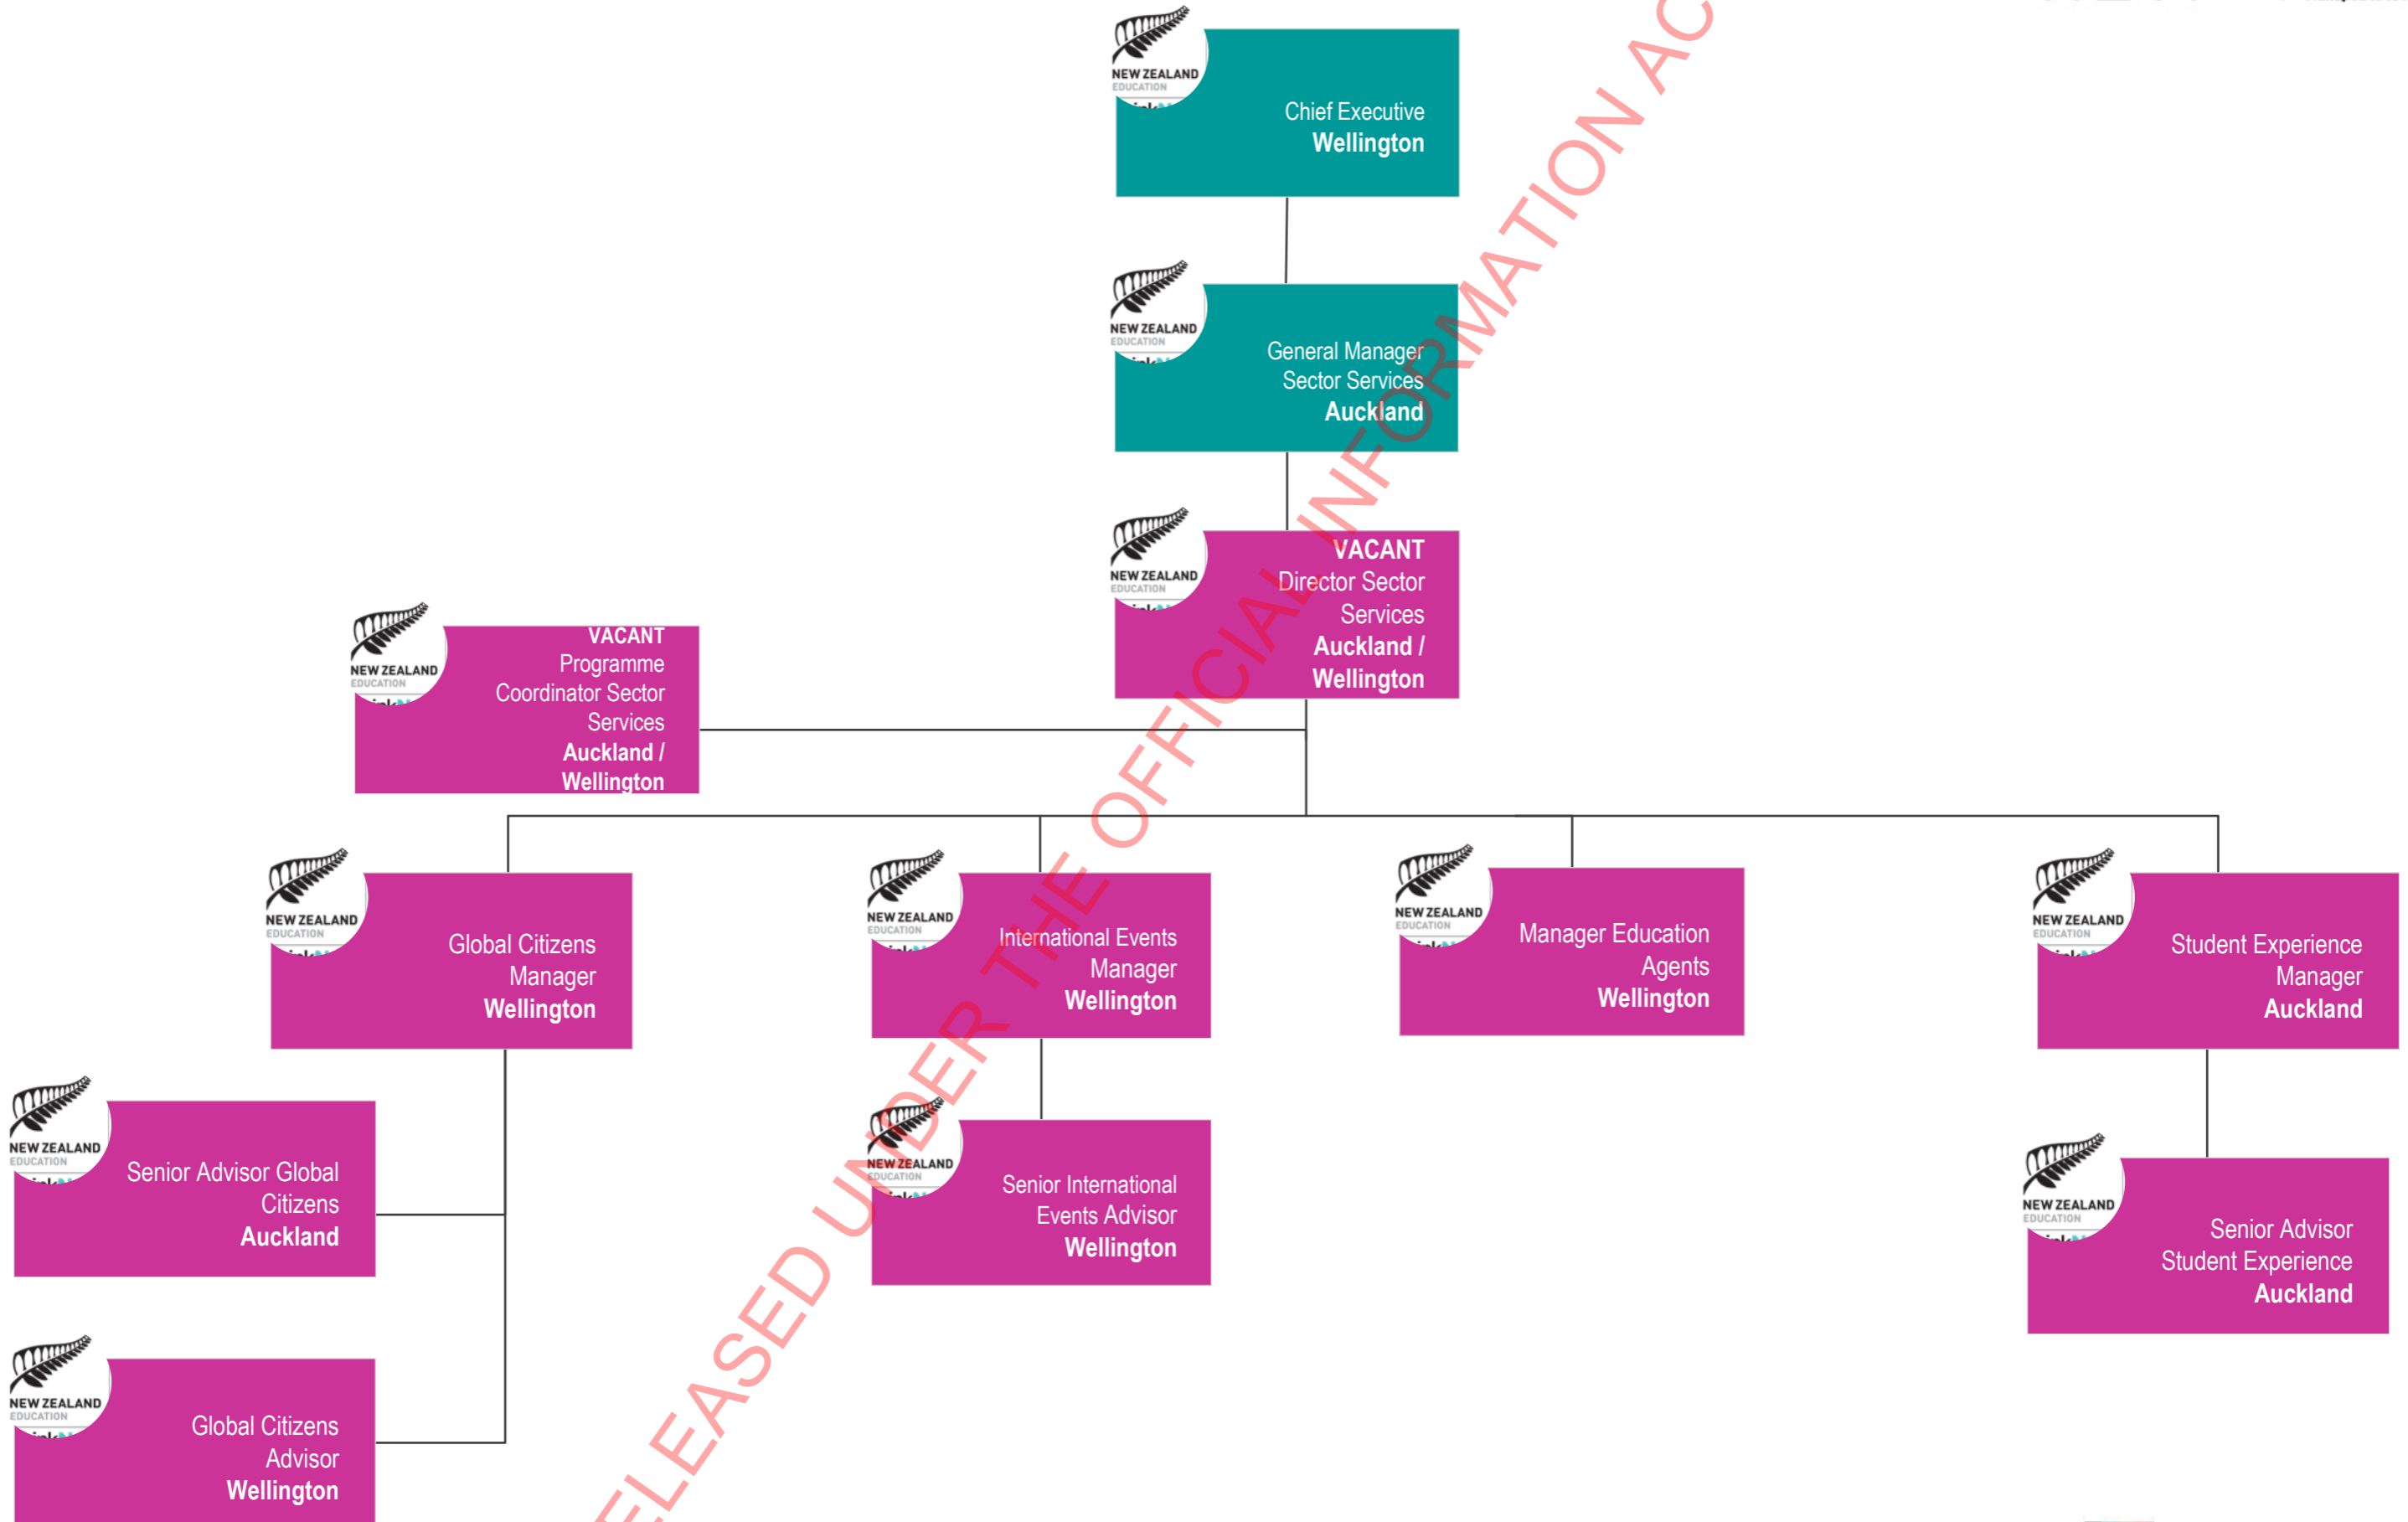 NEW ZEALAND
EDUCATION
Chief Executive
Wellington
NEW ZEALAND
EDUCATION
General Manager
Sector Services
Auckland
NEW ZEALAND
EDUCATION
VACANT
Director Sector
Services
Auckland /
Wellington
NEW ZEALAND
EDUCATION
VACANT
Programme
Coordinator Sector
Services
Auckland /
Wellington
NEW ZEALAND
EDUCATION
Global Citizens
Manager
Wellington
NEW ZEALAND
EDUCATION
International Events
Manager
Wellington
NEW ZEALAND
EDUCATION
Manager Education
Agents
Wellington
NEW ZEALAND
EDUCATION
Student Experience
Manager
Auckland
NEW ZEALAND
EDUCATION
Senior Advisor Global
Citizens
Auckland
NEW ZEALAND
EDUCATION
Senior International
Events Advisor
Wellington
NEW ZEALAND
EDUCATION
Senior Advisor
Student Experience
Auckland
NEW ZEALAND
EDUCATION
Global Citizens
Advisor
Wellington
ELEASED UNDER THE OFFICIAL INFORMATION AC